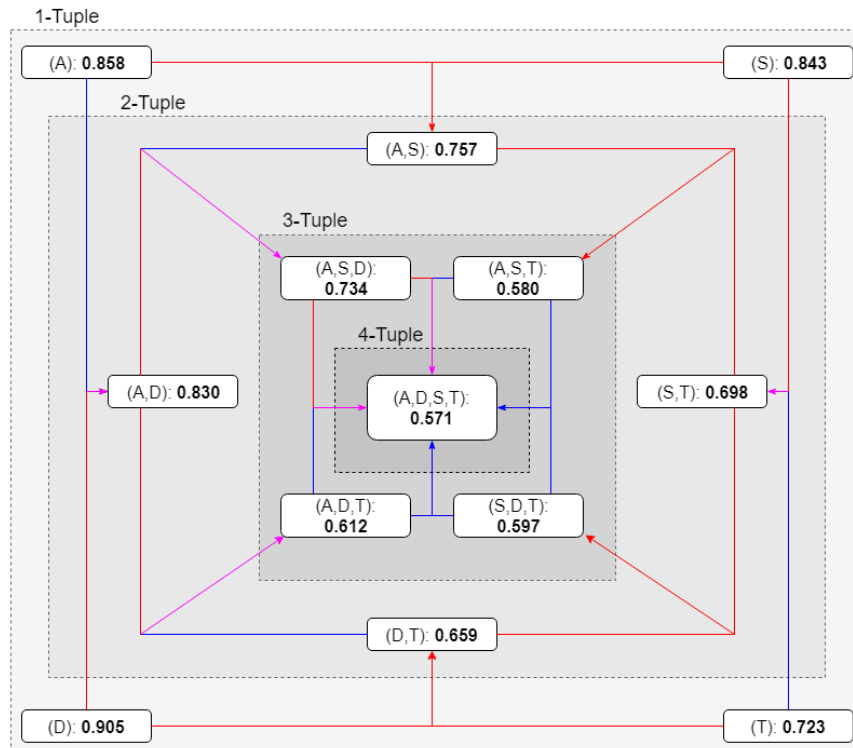 1-Tuple
(A): 0.858
(S): 0.843
2-Tuple
(A,S): 0.757
3-Tuple
(A,S,D):
0.734
(A,S,T):
0.580
4-Tuple
(A,D): 0.830
(A,D,S,T):
0.571
(S,T): 0.698
(A,D,T):
0.612
(S,D,T):
0.597
(D,T): 0.659
(D): 0.905
(T): 0.723